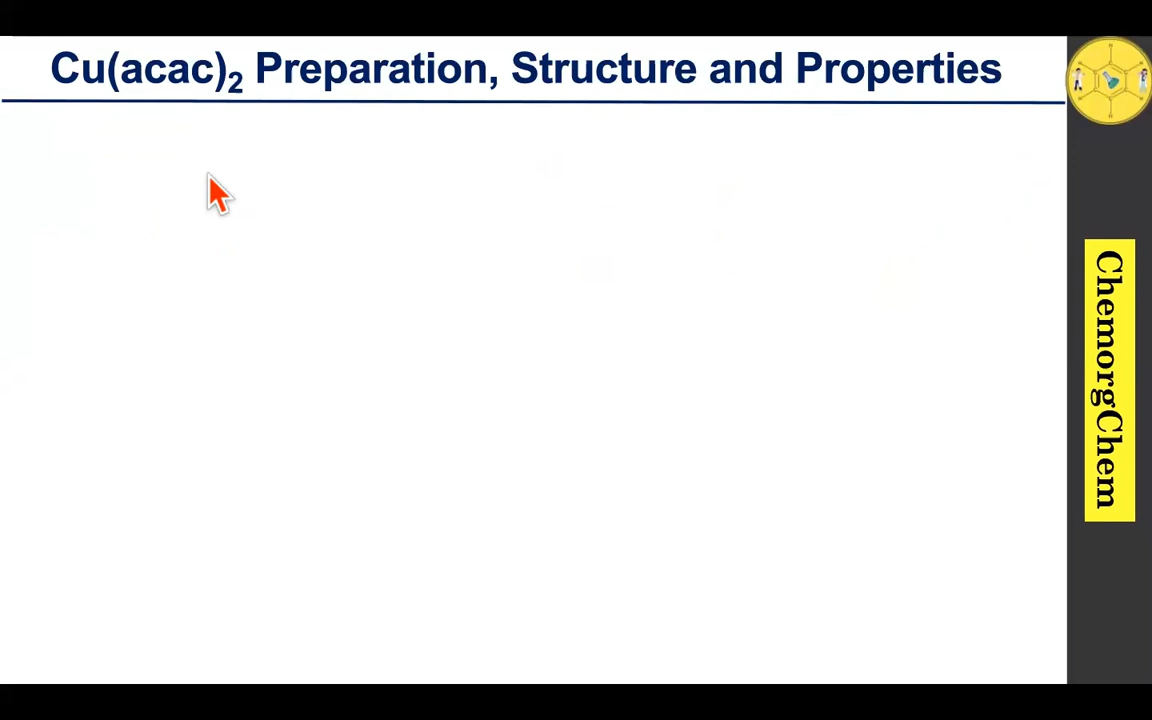 Cu(acac)₂ Preparation, Structure and Properties
ChemorgChem